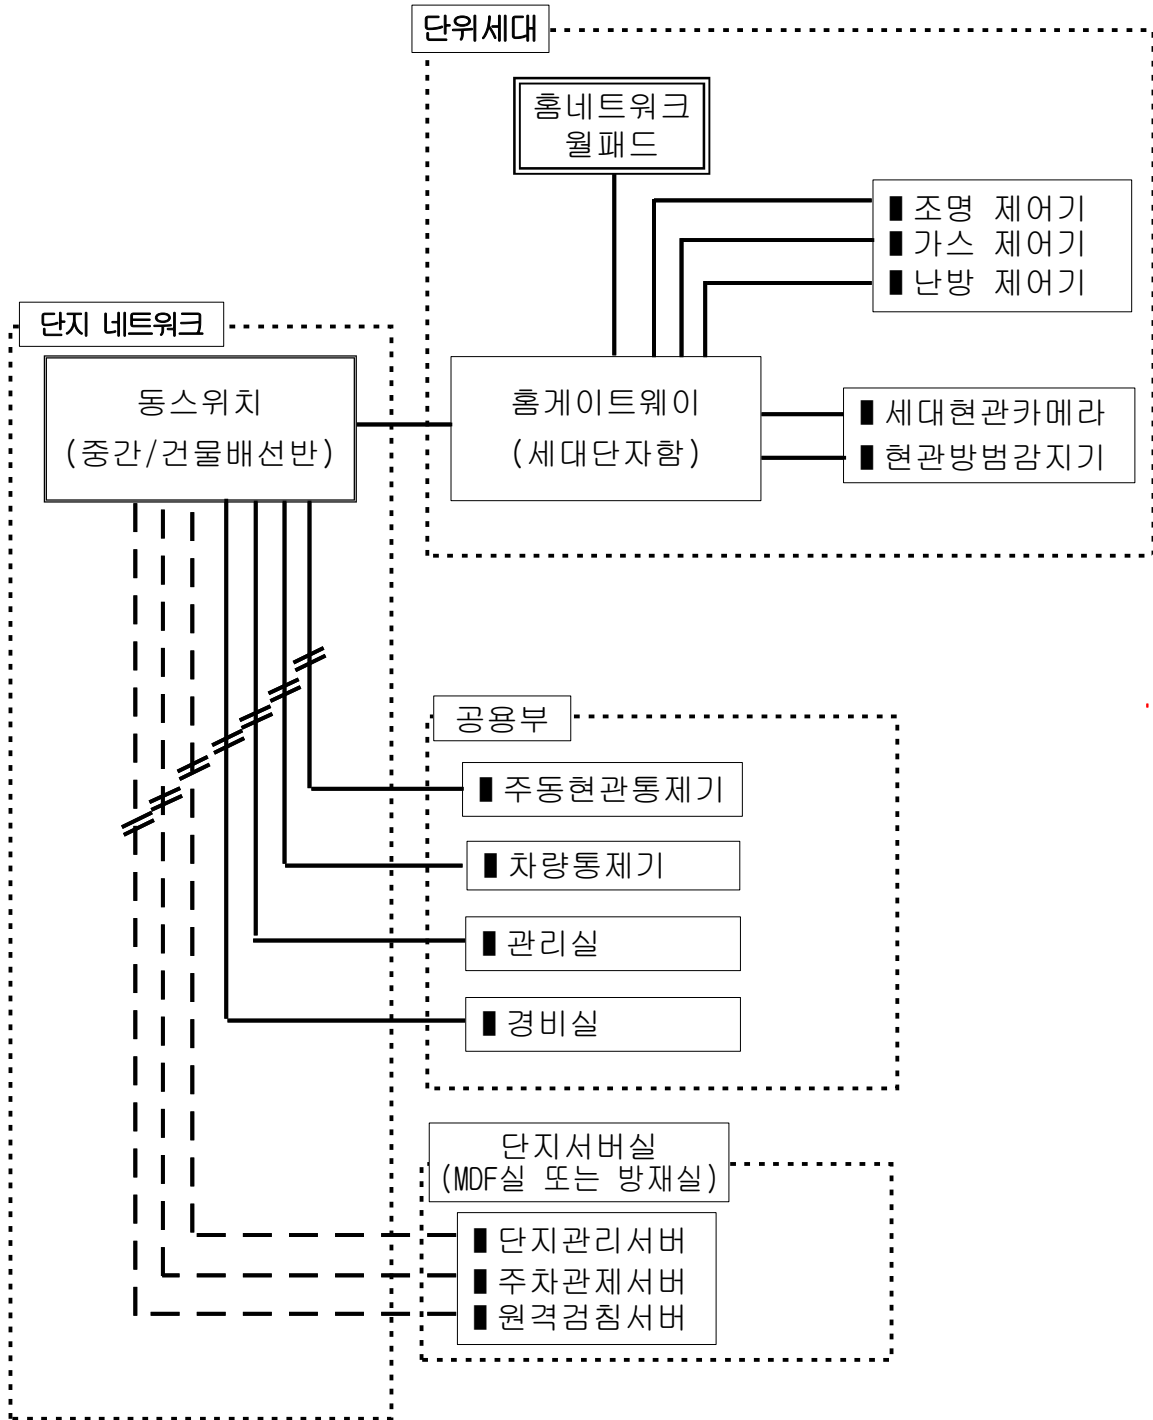 단위세대
홈네트워크
월패드
■ 조명 제어기
■ 가스 제어기
■ 난방 제어기
단지 네트워크
동스위치
(중간/건물배선반)
홈게이트웨이
(세대단자함)
■ 세대현관카메라
■ 현관방범감지기
공용부
■ 주동현관통제기
■ 차량통제기
■ 관리실
■ 경비실
단지서버실
(MDF실 또는 방재실)
■ 단지관리서버
■ 주차관제서버
■ 원격검침서버